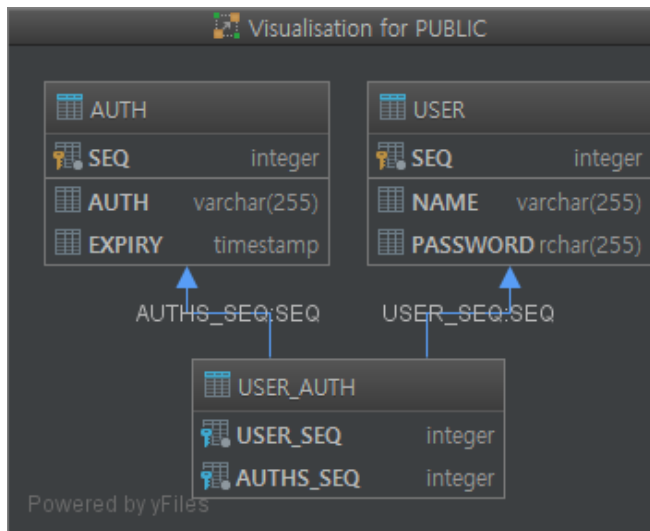 Visualisation for PUBLIC
AUTH
SEQ integer
AUTH varchar(255)
EXPIRY timestamp
USER
SEQ integer
NAME varchar(255)
PASSWORD rchar(255)
AUTHS_SEQ:SEQ
USER_SEQ:SEQ
USER_AUTH
USER_SEQ integer
AUTHS_SEQ integer
Powered by yFiles